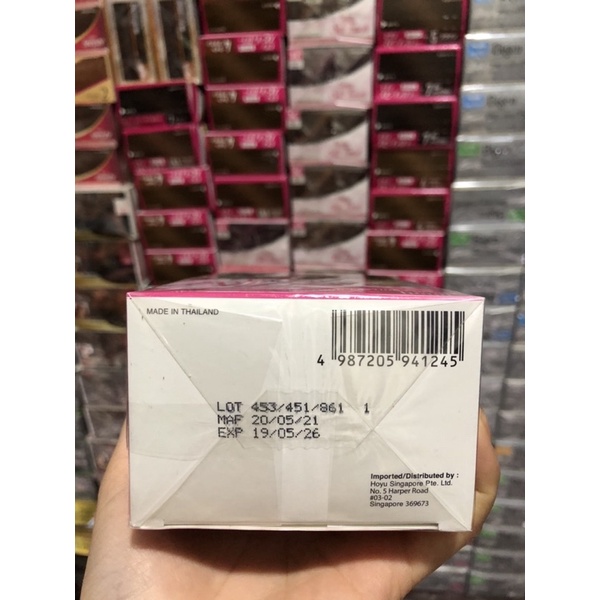 MADE IN THAILAND
4 987205 941245
LOT 453/451/861 1
MAF 20/05/21
EXP 19/05/26
Imported/Distributed by :
Hoyu Singapore Pte. Ltd.
No. 5 Harper Road
#03-02
Singapore 369673